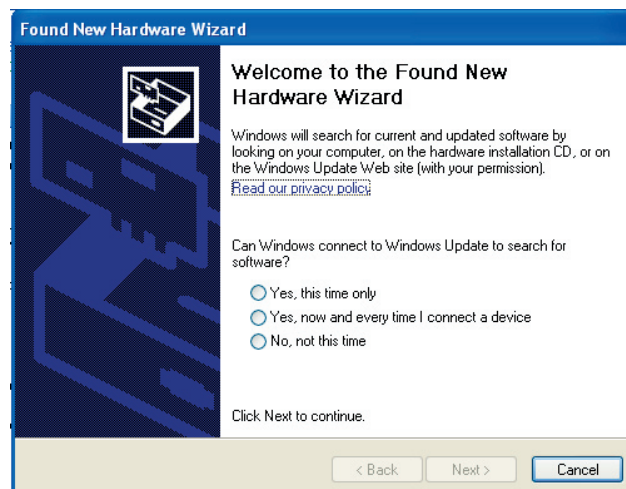 Found New Hardware Wizard
Welcome to the Found New
Hardware Wizard
Windows will search for current and updated software by
looking on your computer, on the hardware installation CD, or on
the Windows Update Web site (with your permission).
Read our privacy policy
Can Windows connect to Windows Update to search for
software?
Yes, this time only
Yes, now and every time I connect a device
No, not this time
Click Next to continue.
< Back
Next >
Cancel